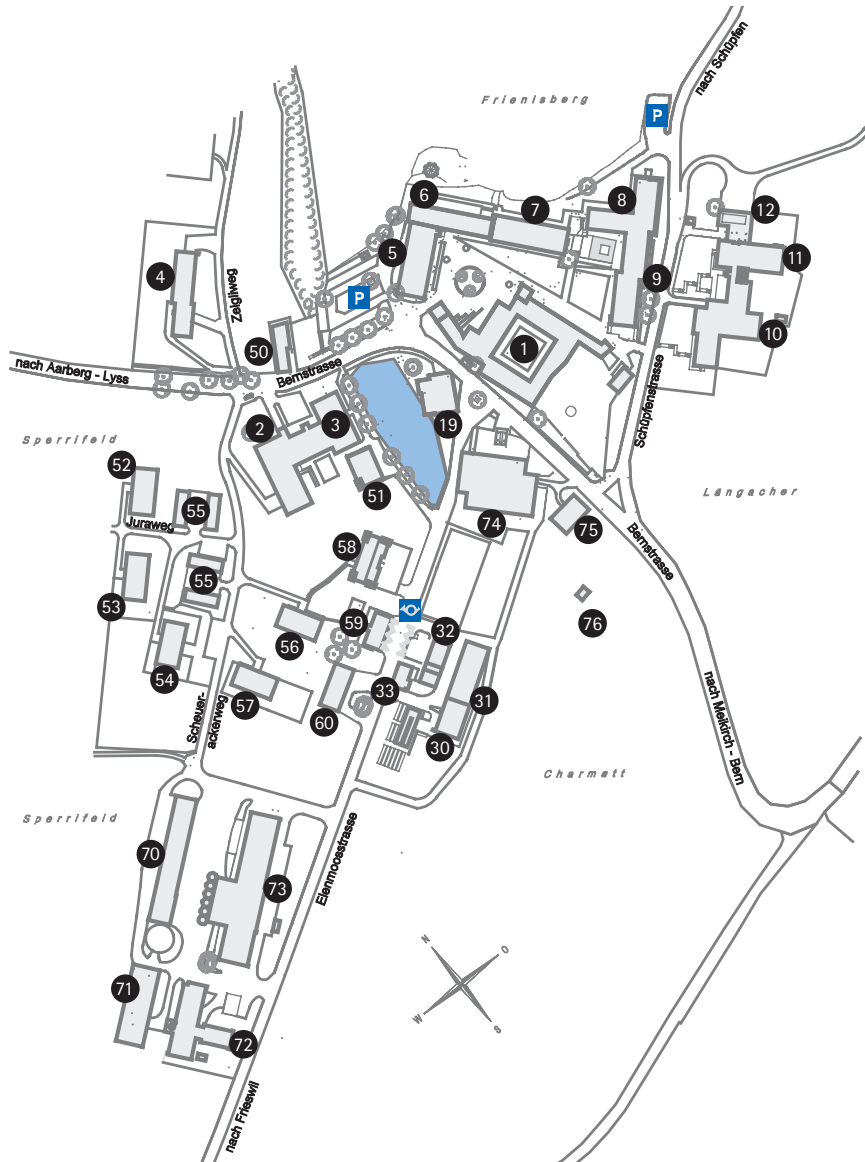 nach Schüpfen
Frienisberg
P
6
7
8
12
5
11
4
9
Zelgliweg
P
50
1
10
nach Aarberg - Lyss
Bernstrasse
Schüpfenstrasse
2
3
19
Sperrifeld
52
51
Längacher
55
74
75
Juraweg
Bernstrasse
58
55
53
76
59
32
56
54
33
31
57
60
Scheuer-
ackerweg
30
nach Meikirch - Bern
Charmatt
Sperrifeld
70
Elenmoosstrasse
73
N
O
W
S
71
72
nach Frieswil